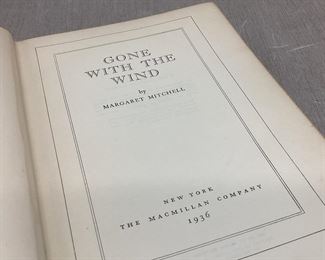 GONE
WITH THE
WIND
by
MARGARET MITCHELL
NEW YORK
THE MACMILLAN COMPANY
1936